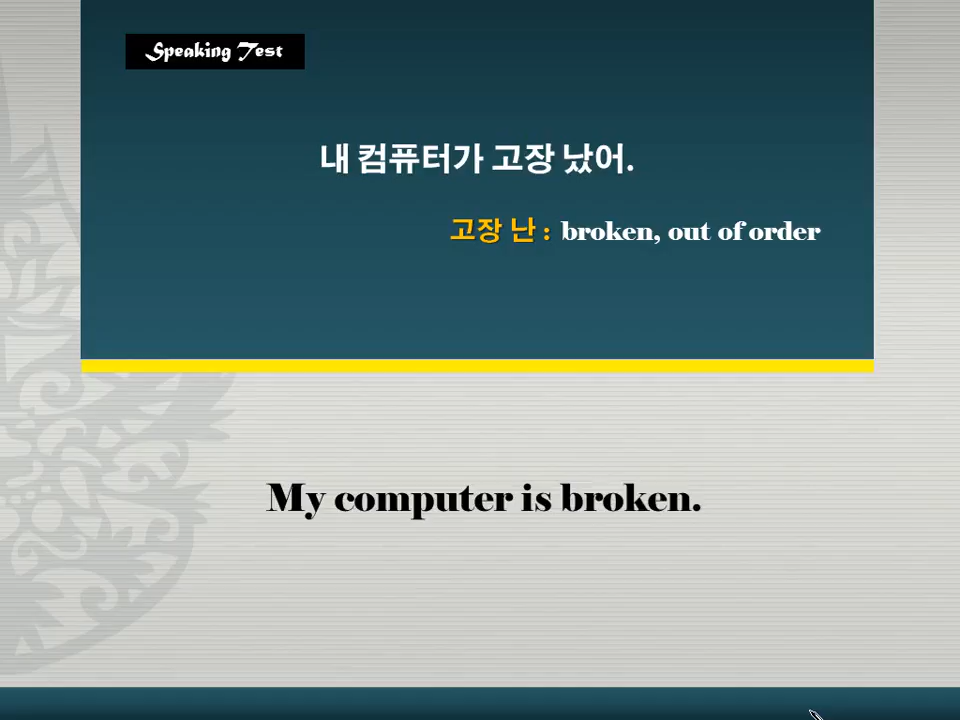 Speaking Test
내 컴퓨터가 고장 났어.
고장 난 : broken, out of order
My computer is broken.